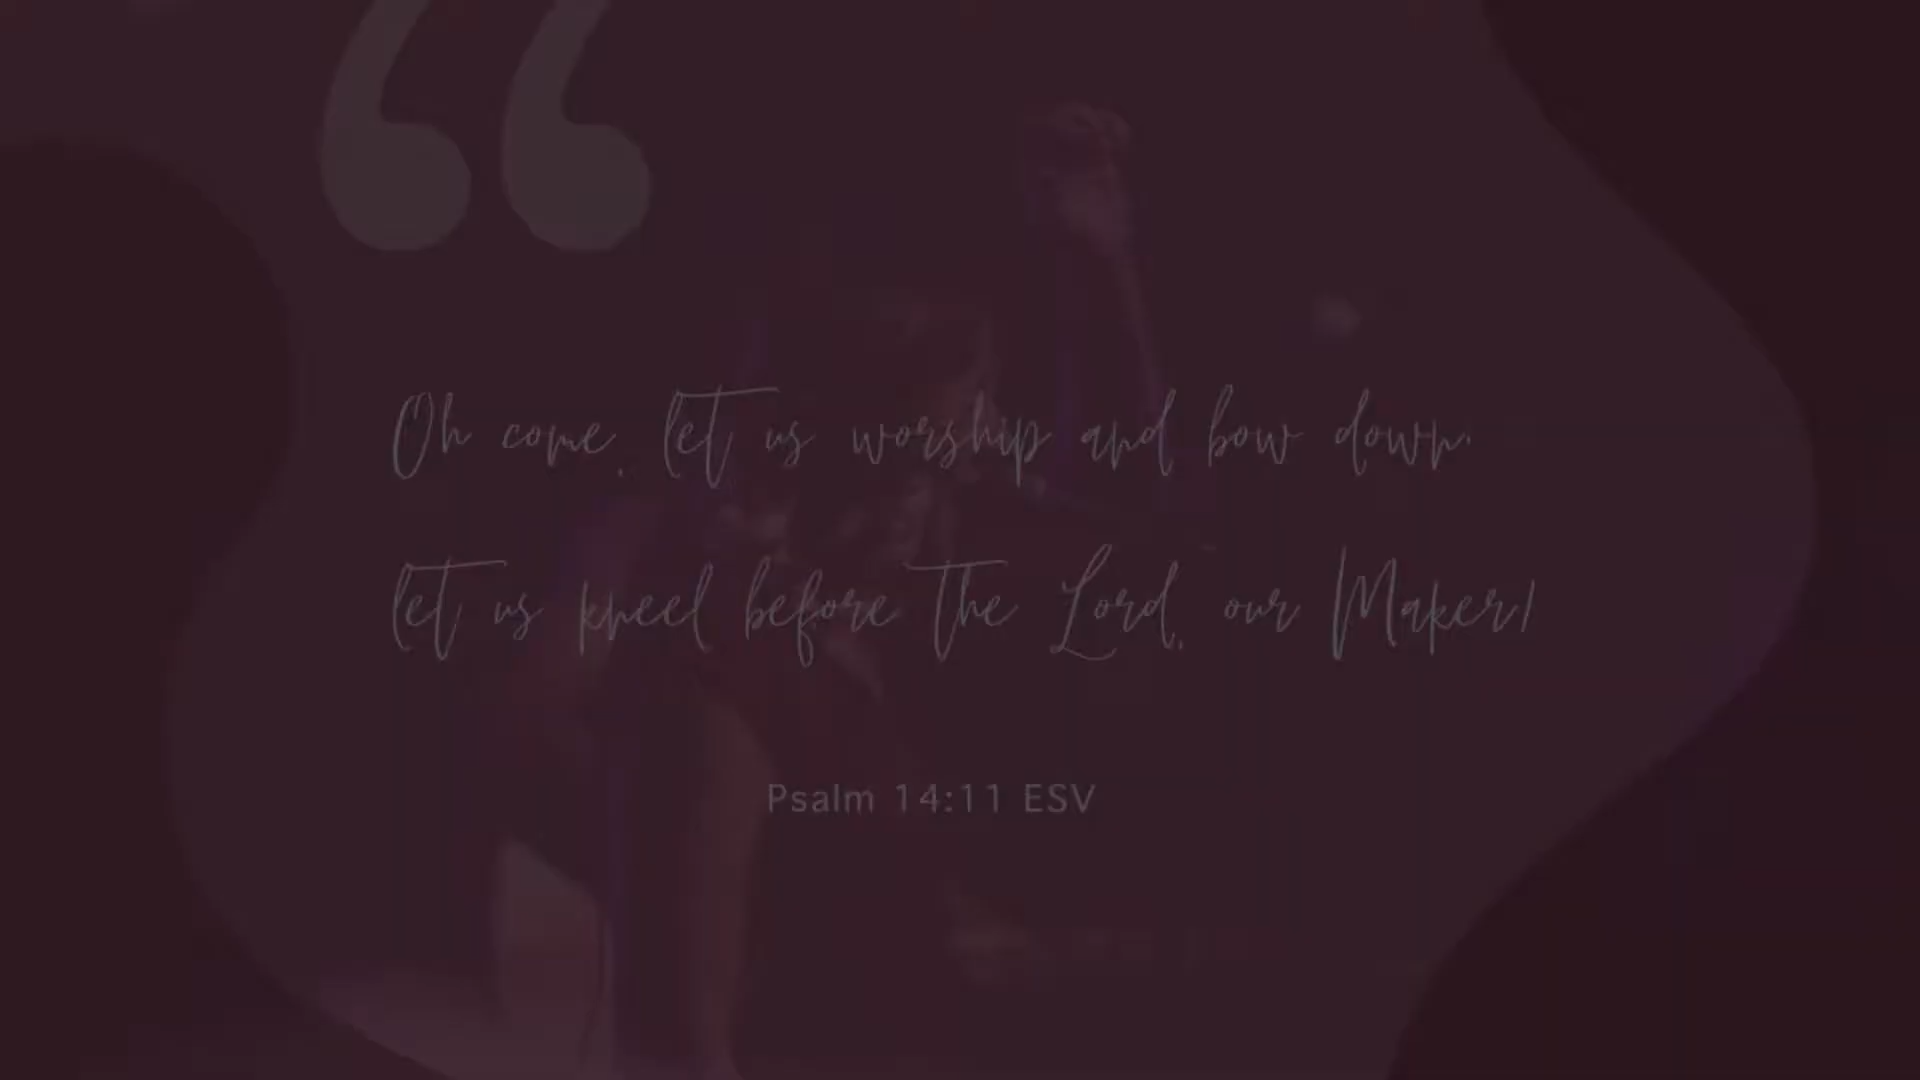 “
Oh come, let us worship and bow down;
let us kneel before the Lord, our Maker!
Psalm 14:11 ESV